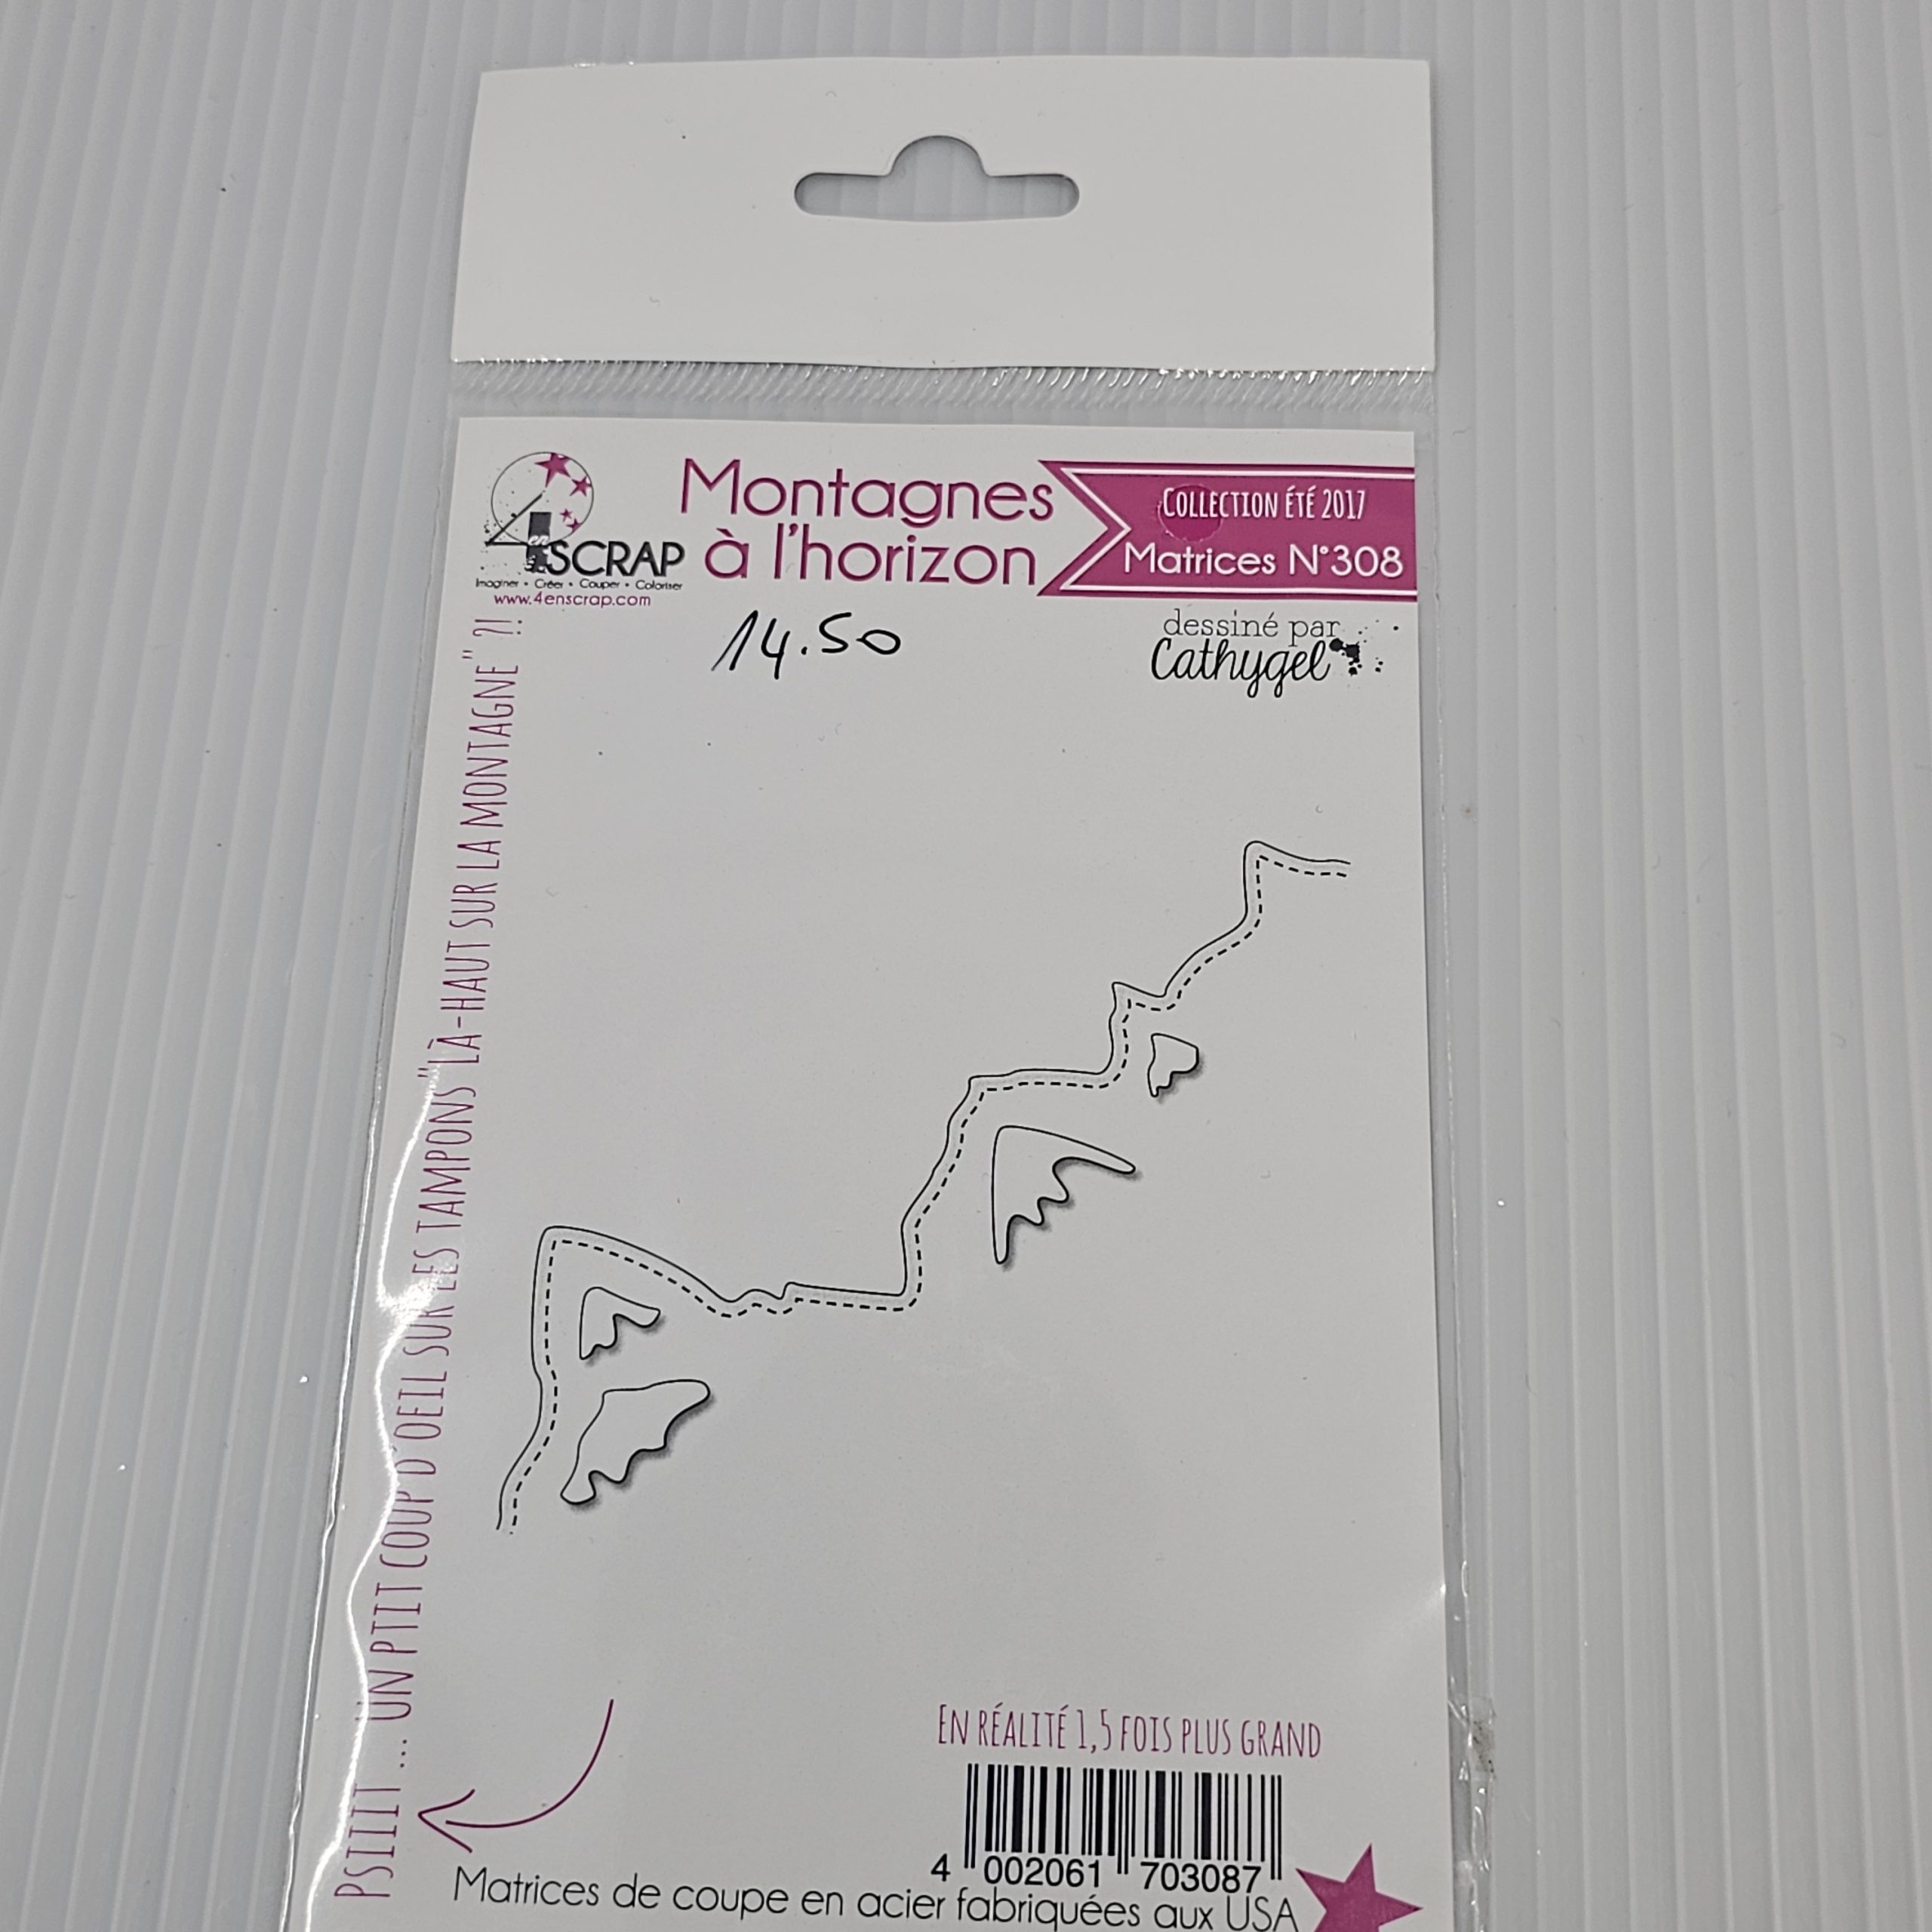 4 en SCRAP
Imaginer • Créer • Couper • Coloriser
www.4enscrap.com
Montagnes
à l'horizon
COLLECTION ÉTÉ 2017
Matrices N°308
14.50
dessiné par
Cathygel
PSIIIT ... UN PTIT COUP D'OEIL SUR LES TAMPONS "LÀ-HAUT SUR LA MONTAGNE" ?!
EN RÉALITÉ 1,5 FOIS PLUS GRAND
4 002061 703087
Matrices de coupe en acier fabriquées aux USA